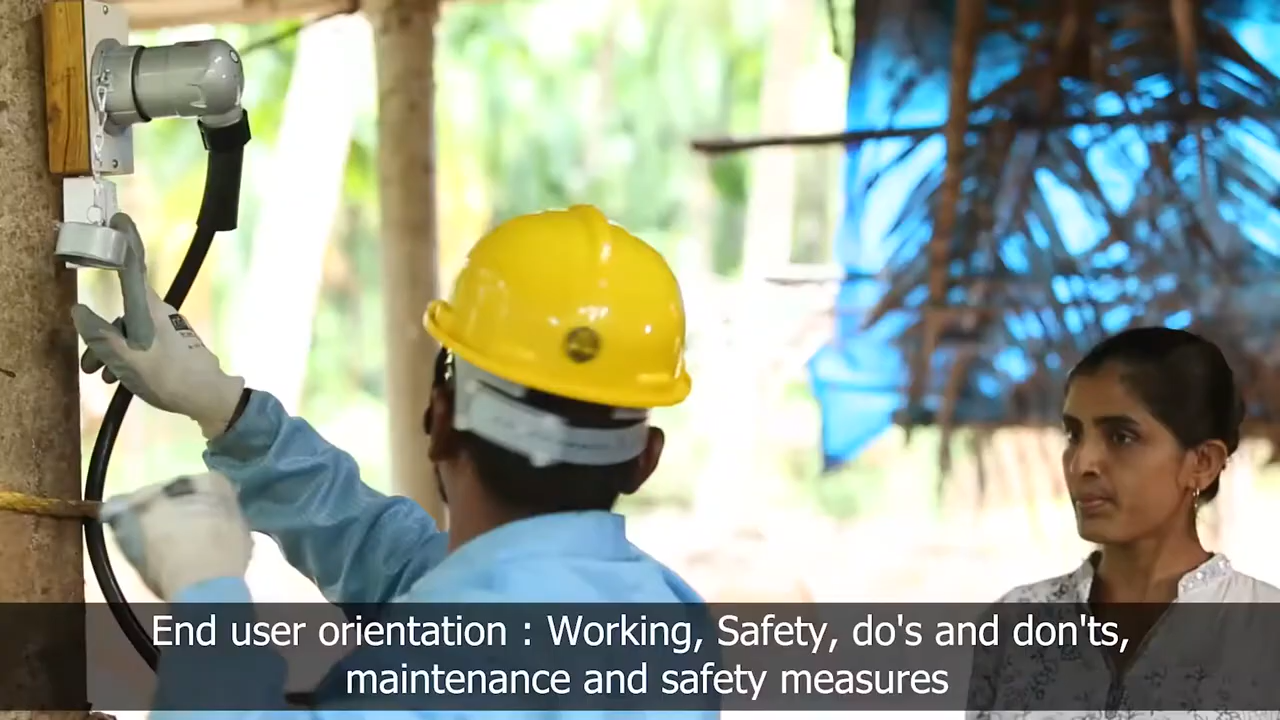 End user orientation : Working, Safety, do's and don'ts,
maintenance and safety measures